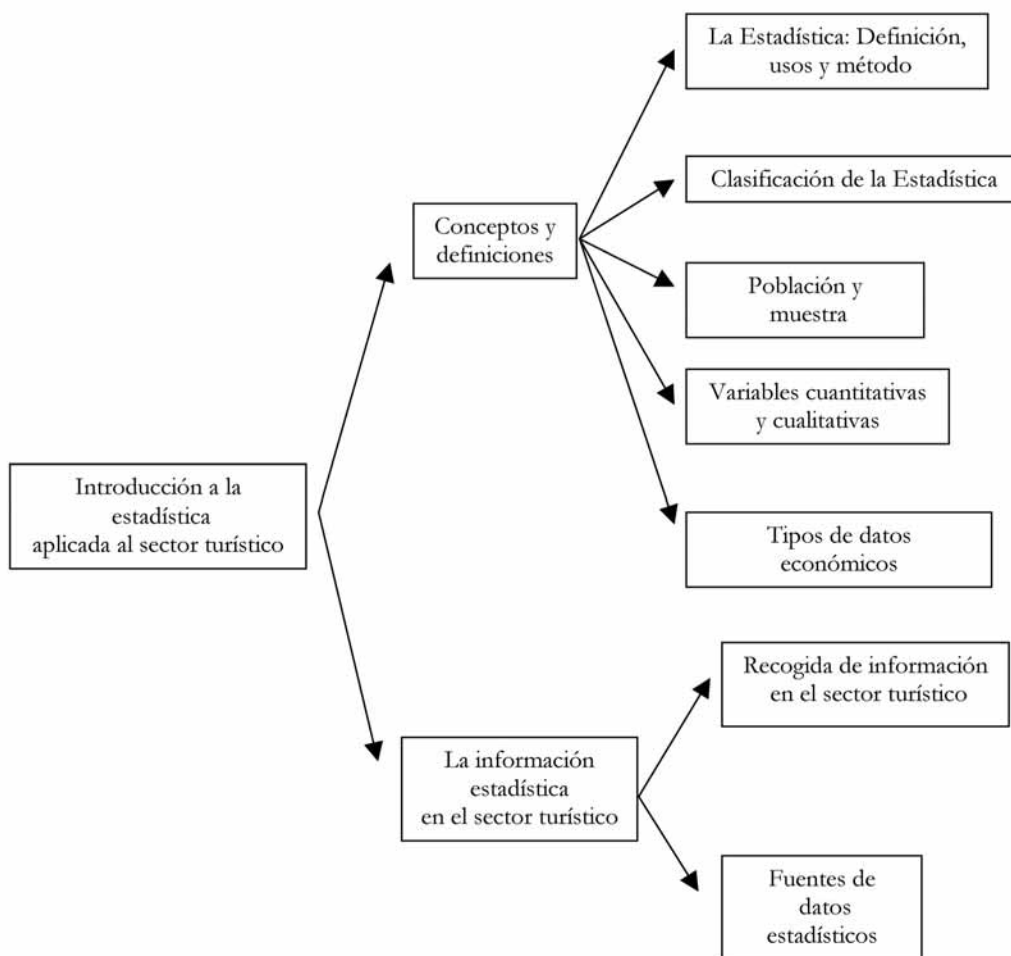 La Estadística: Definición,
usos y método
Clasificación de la Estadística
Conceptos y
definiciones
Población y
muestra
Variables cuantitativas
y cualitativas
Introducción a la
estadística
aplicada al sector turístico
Tipos de datos
económicos
Recogida de información
en el sector turístico
La información
estadística
en el sector turístico
Fuentes de
datos
estadísticos